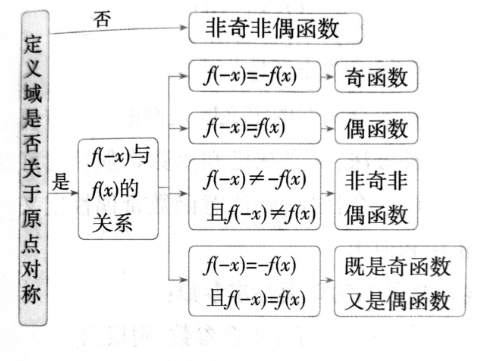 定义域是否关于原点对称
否
非奇非偶函数
是
f(-x)与
f(x)的
关系
f(-x)=-f(x)
奇函数
f(-x)=f(x)
偶函数
f(-x)≠-f(x)
且f(-x)≠f(x)
非奇非
偶函数
f(-x)=-f(x)
且f(-x)=f(x)
既是奇函数
又是偶函数